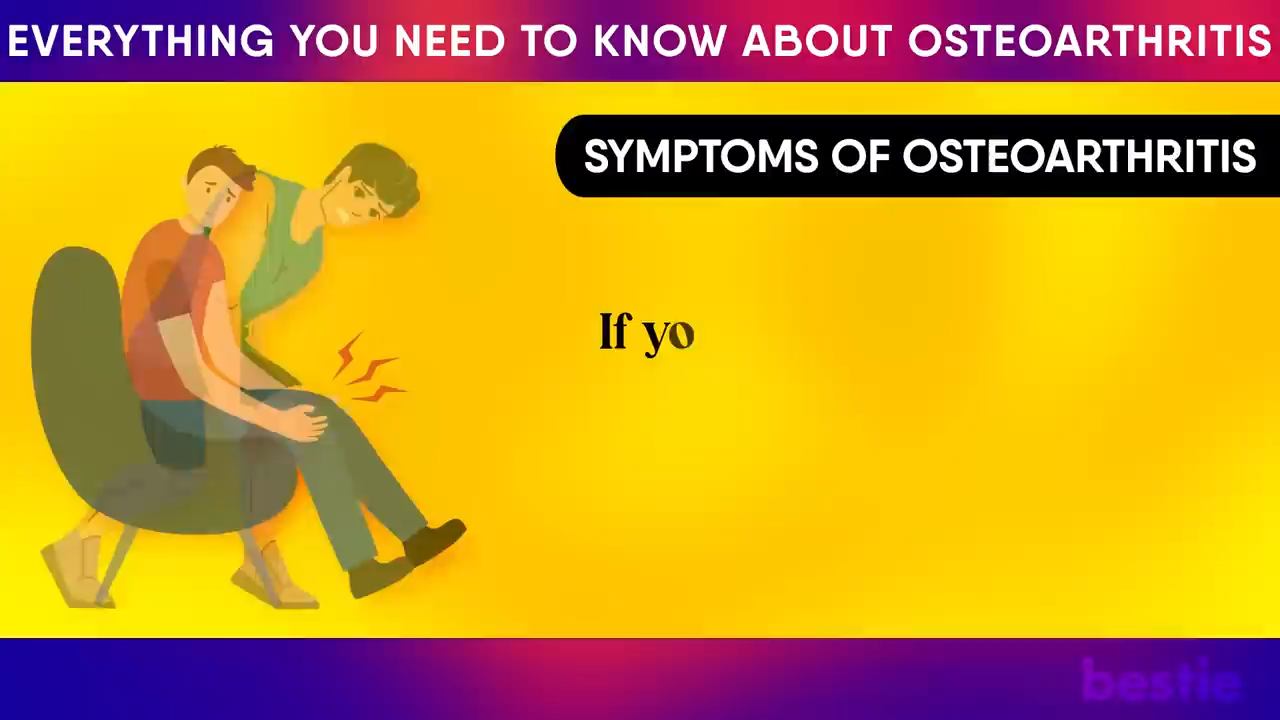 EVERYTHING YOU NEED TO KNOW ABOUT OSTEOARTHRITIS
SYMPTOMS OF OSTEOARTHRITIS
If yo
bestie